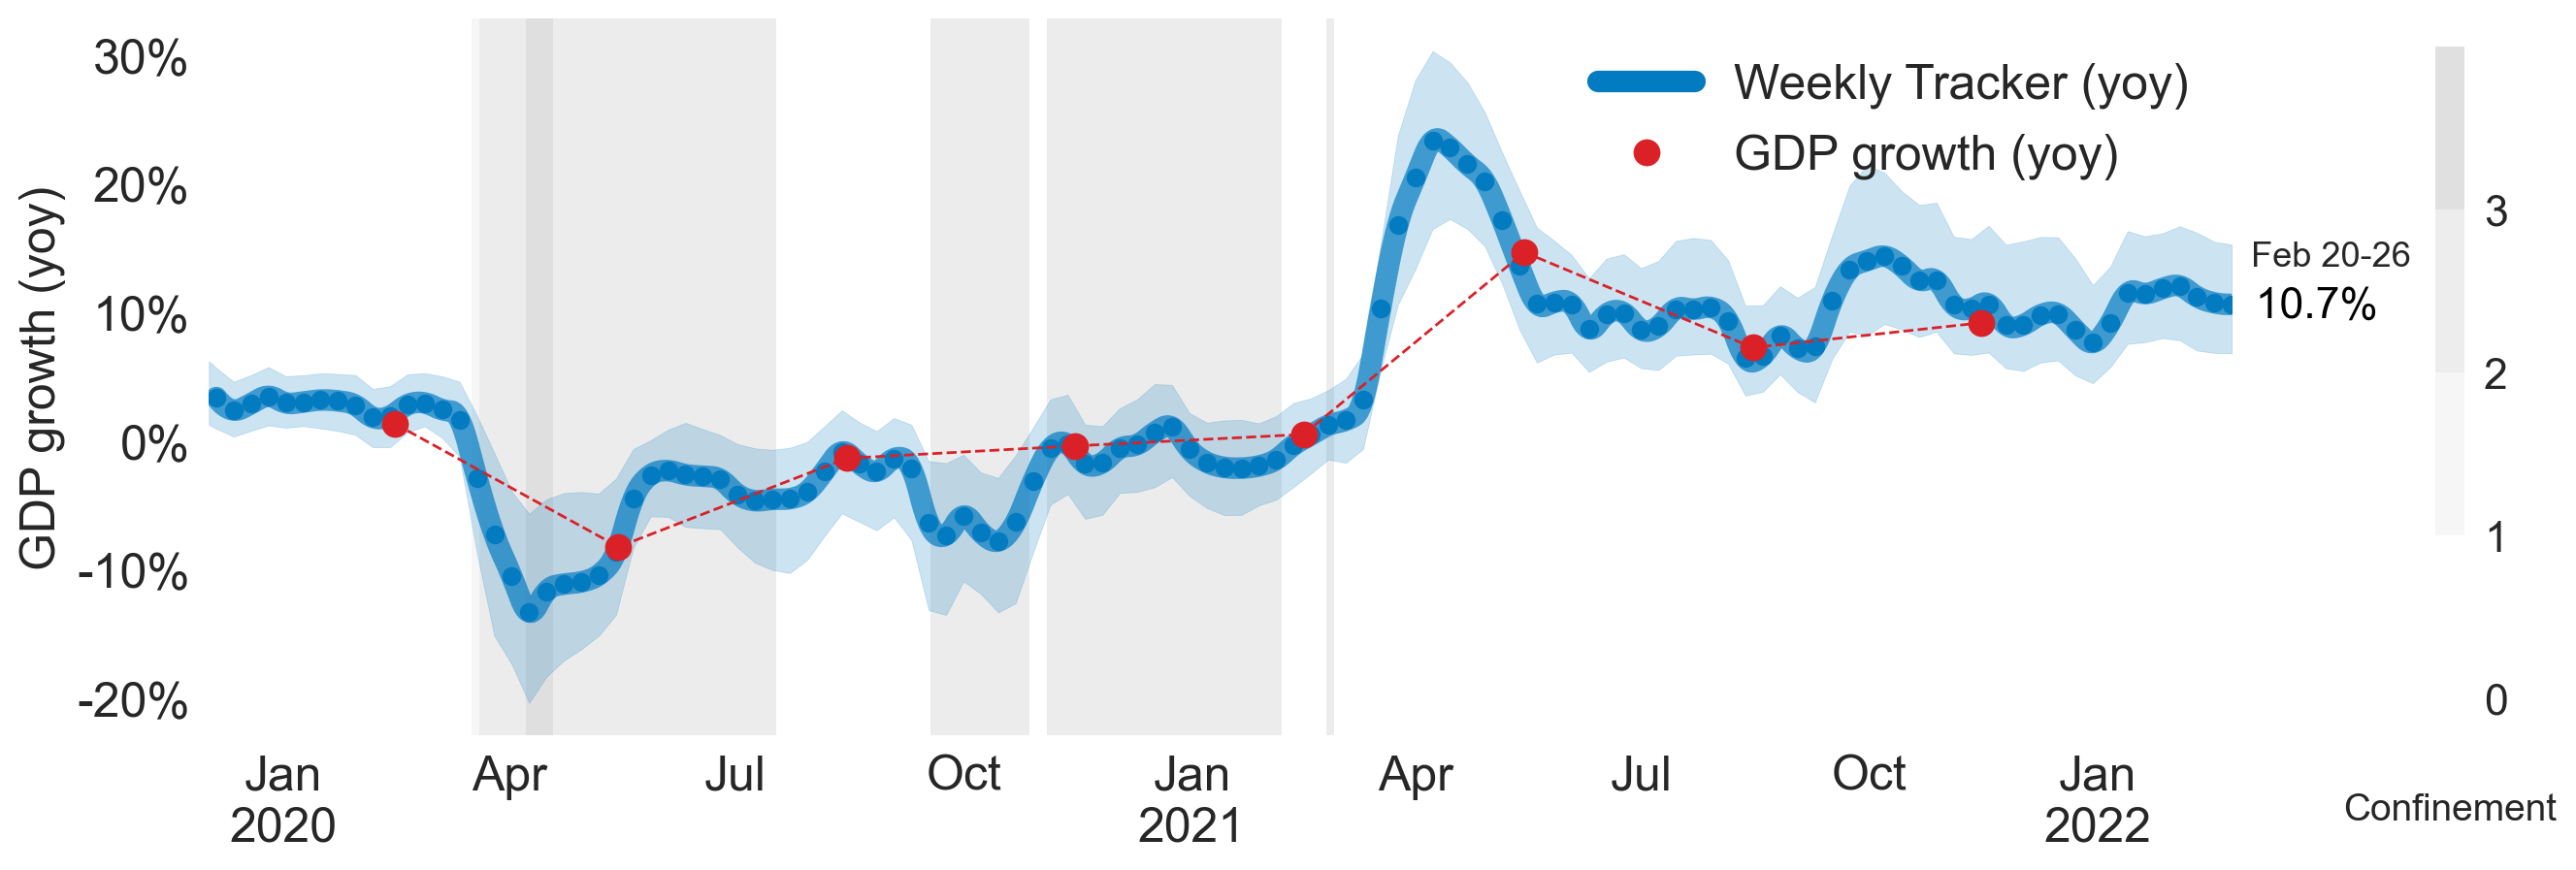 GDP growth (yoy)
30%
20%
10%
0%
-10%
-20%
Weekly Tracker (yoy)
GDP growth (yoy)
Feb 20-26
10.7%
3
2
1
0
Jan Apr Jul Oct Jan Apr Jul Oct Jan
2020 2021 2022
Confinement